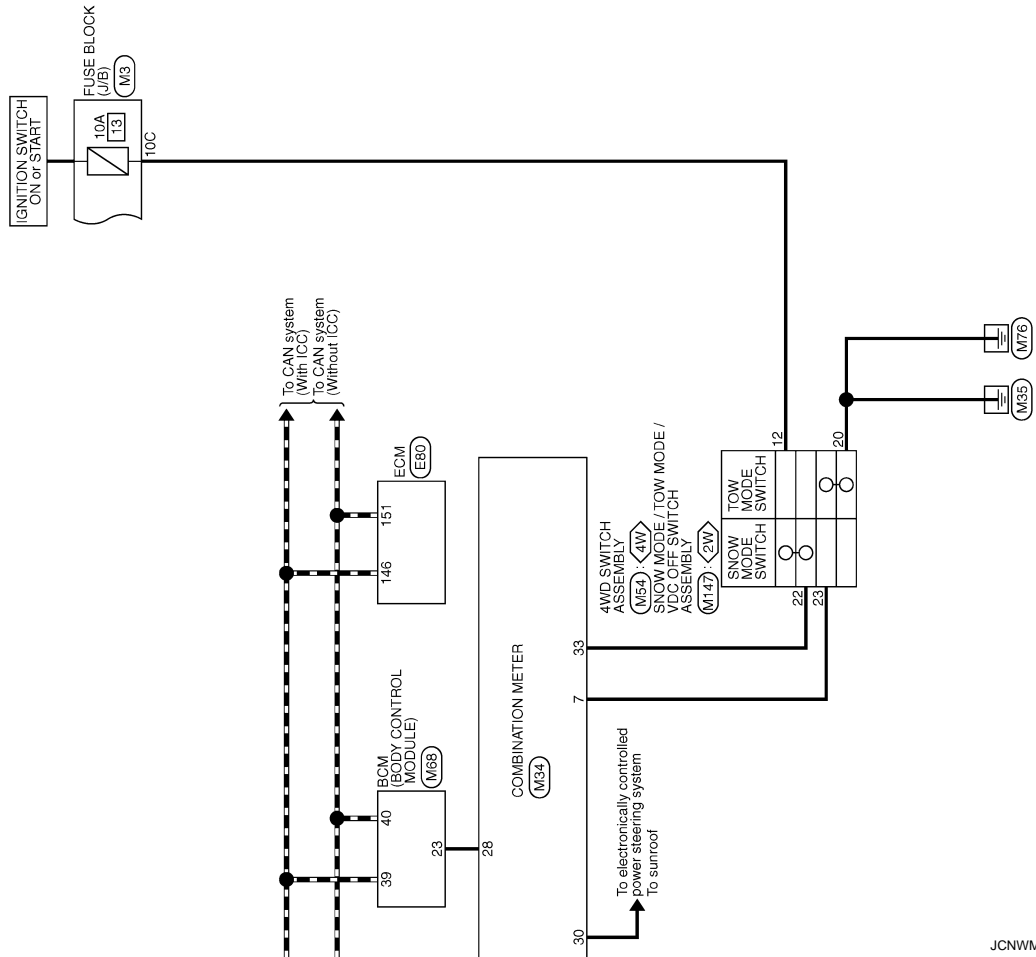 IGNITION SWITCH
ON or START
FUSE BLOCK
(J/B)
M3
10A
13
10C
To CAN system
(With ICC)
To CAN system
(Without ICC)
ECM
E80
151
146
BCM
(BODY CONTROL
MODULE)
M68
40
39
23
28
COMBINATION METER
M34
33
7
30
To electronically controlled
power steering system
To sunroof
4WD SWITCH
ASSEMBLY
M54 : 4W
SNOW MODE / TOW MODE /
VDC OFF SWITCH
ASSEMBLY
M147 : 2W
SNOW
MODE
SWITCH
TOW
MODE
SWITCH
12
20
22
23
M35
M76
JCNWM